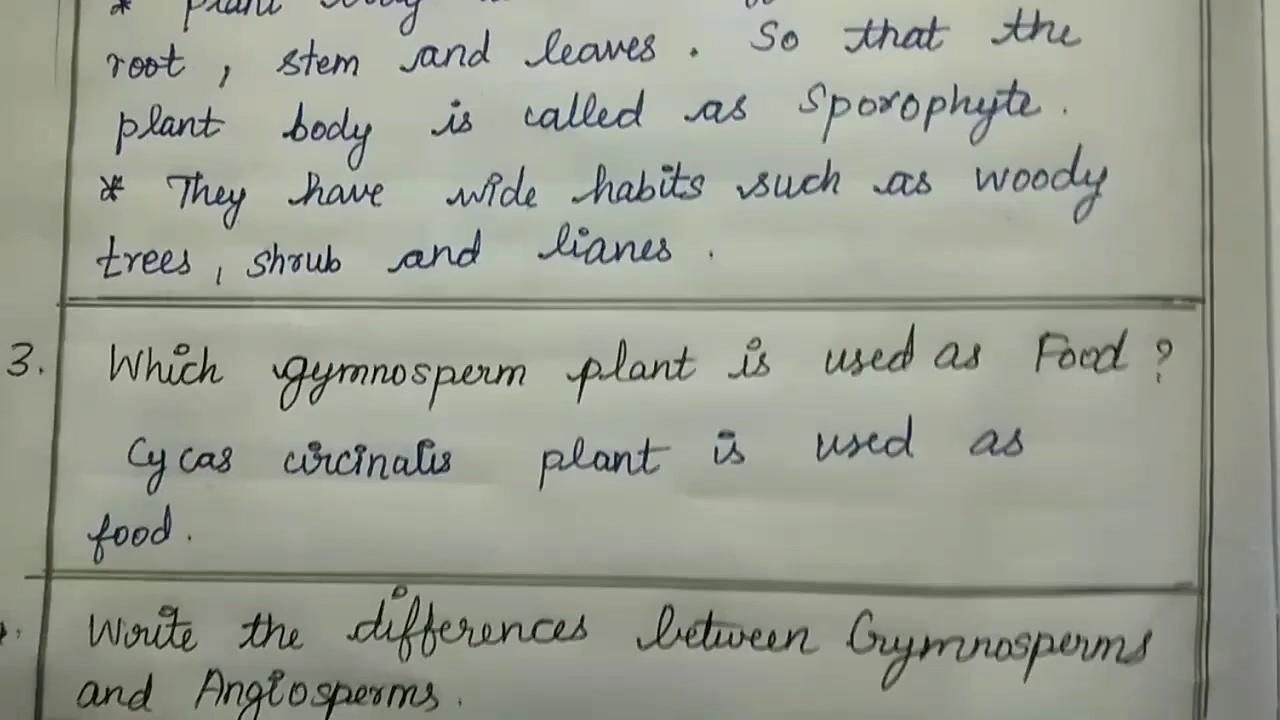 * plant body
root, stem and leaves. So that the
plant body is called as Sporophyte.
* They have wide habits such as woody
trees, shrub and lianes.
3. Which gymnosperm plant is used as Food?
Cycas circinalis plant is used as
food.
Write the differences between Gymnosperms
and Angiosperms.